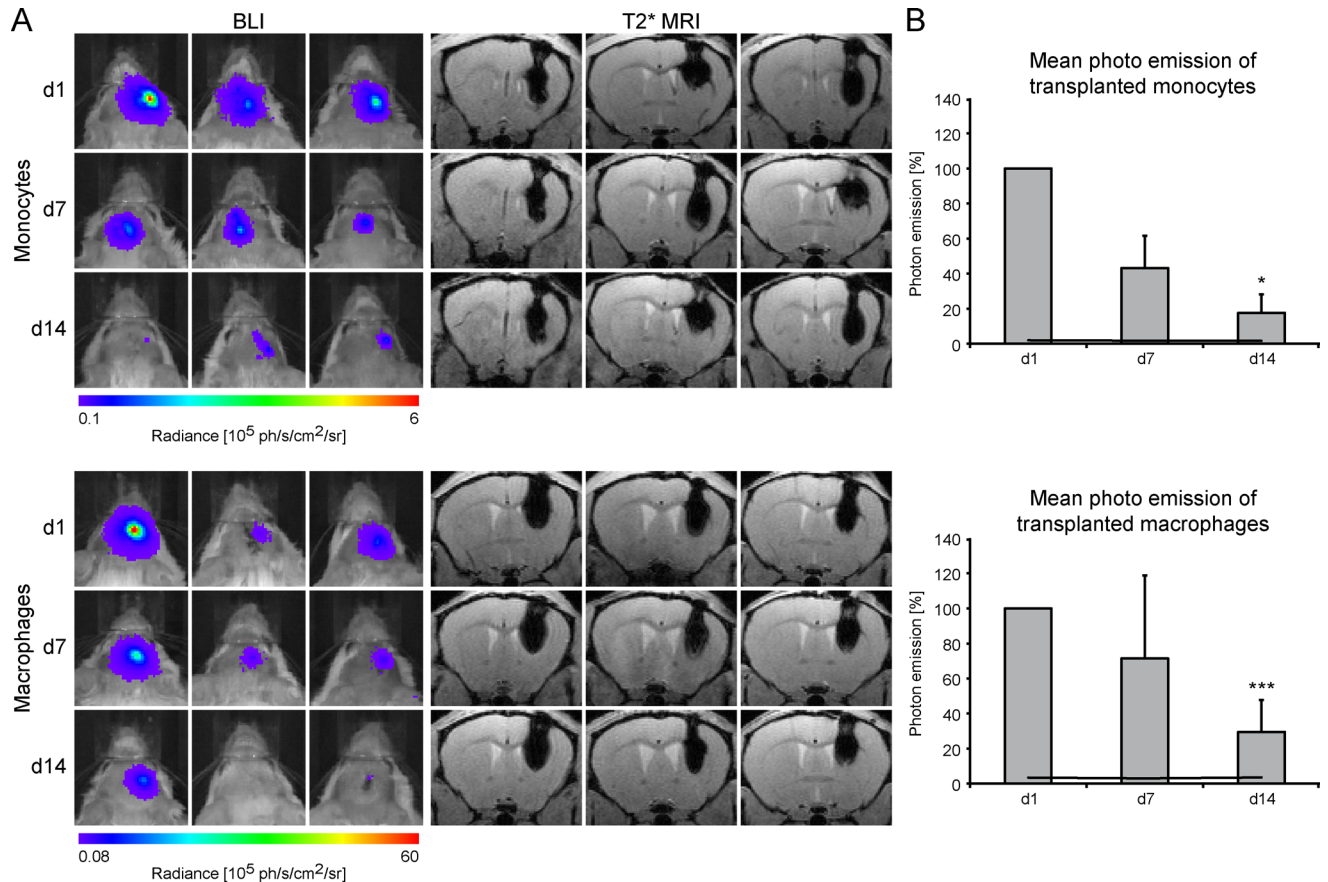 A
BLI
T2* MRI
Monocytes
d1
d7
d14
0.1
6
Radiance [10⁵ ph/s/cm²/sr]
Macrophages
d1
d7
d14
0.08
60
Radiance [10⁵ ph/s/cm²/sr]
B
Mean photo emission of
transplanted monocytes
Photon emission [%]
140
120
100
80
60
40
20
0
*
d1
d7
d14
Mean photo emission of
transplanted macrophages
Photon emission [%]
140
120
100
80
60
40
20
0
***
d1
d7
d14